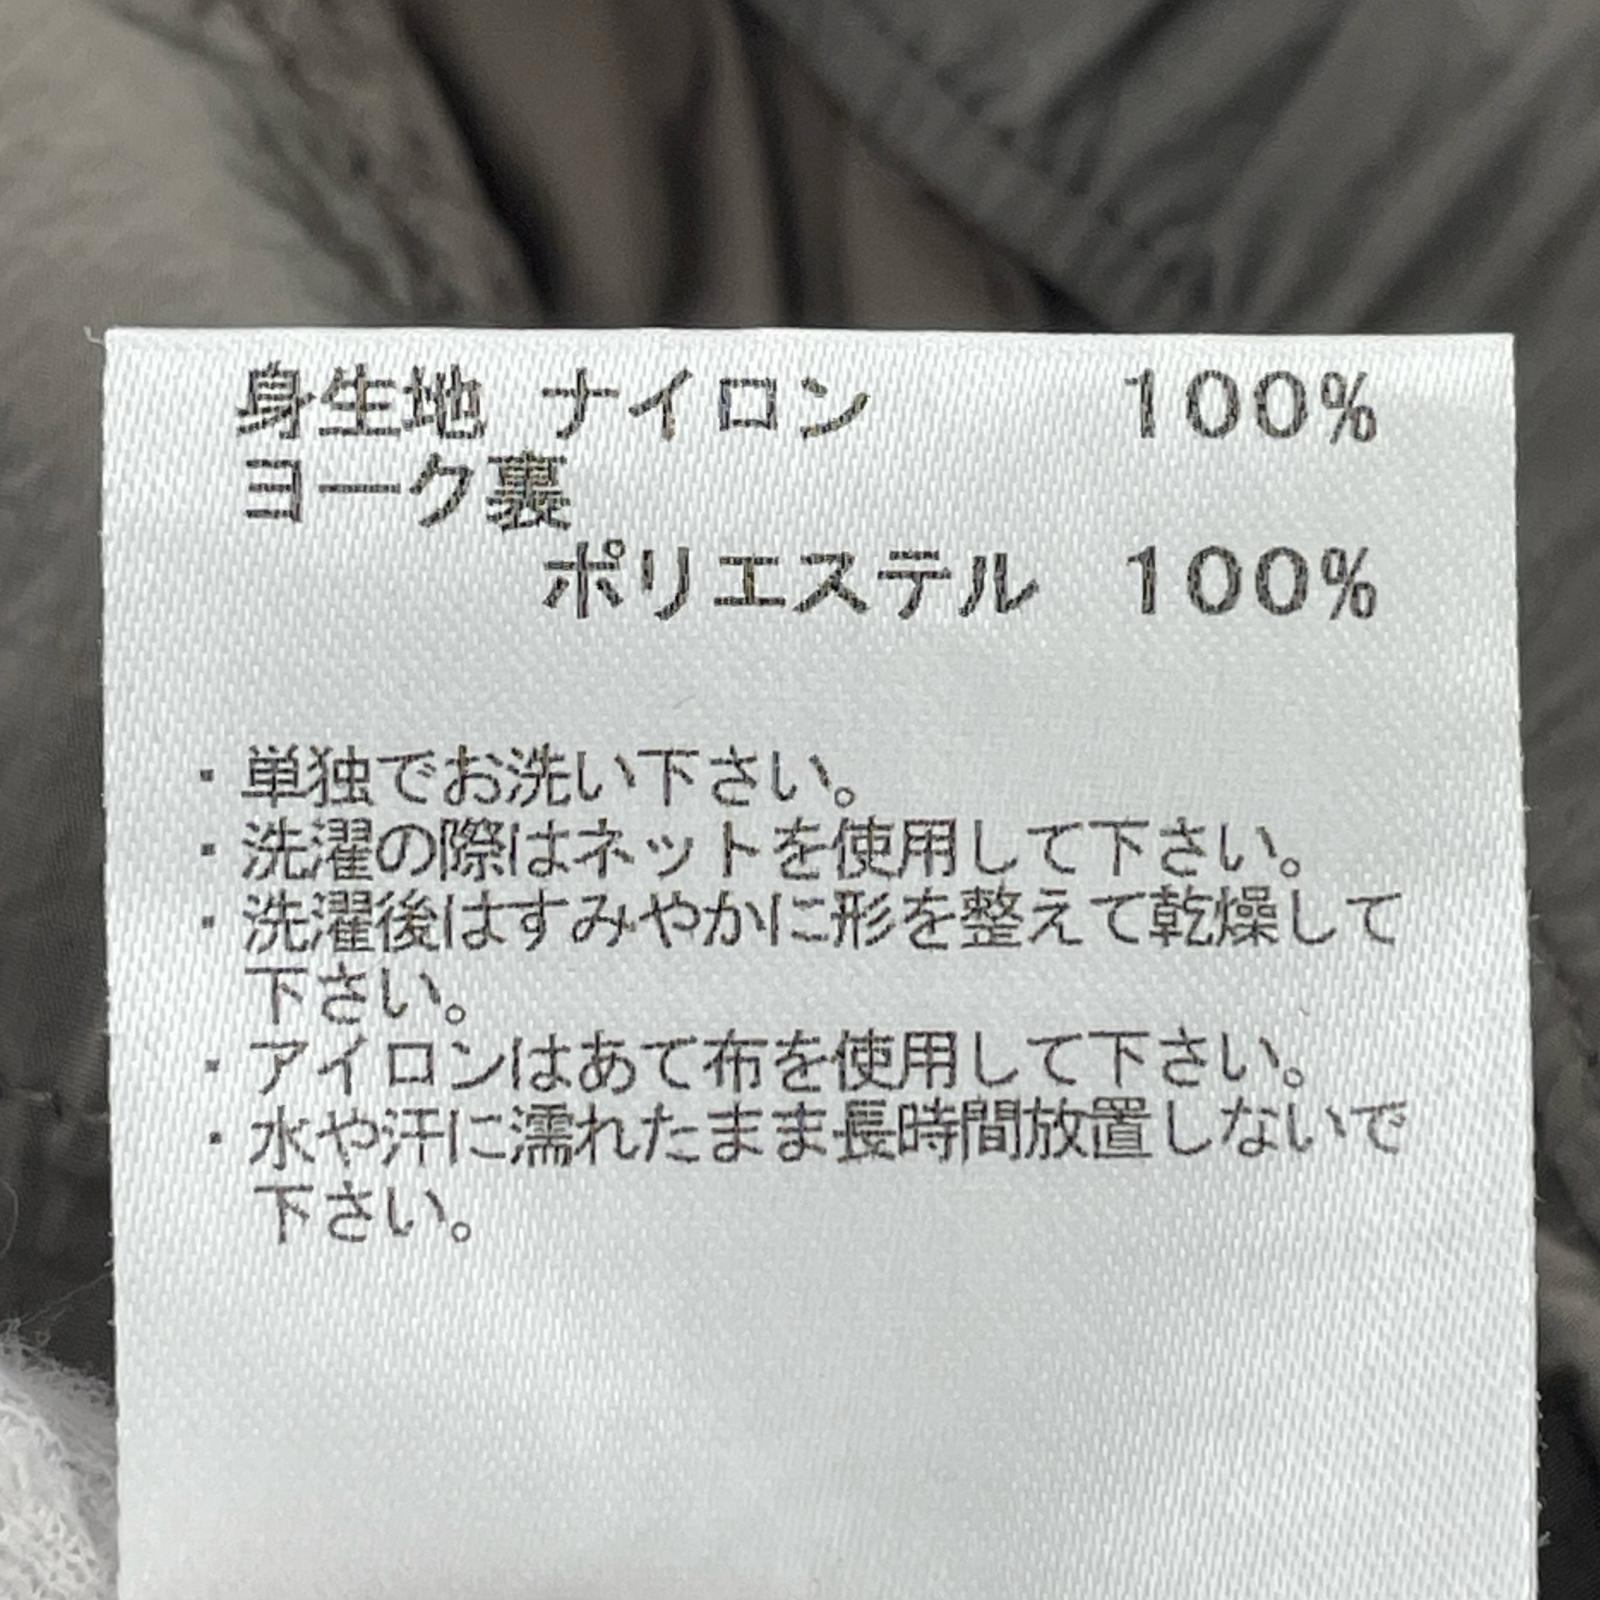 身生地 ナイロン 100%
ヨーク裏
ポリエステル 100%
・単独でお洗い下さい。
・洗濯の際はネットを使用して下さい。
・洗濯後はすみやかに形を整えて乾燥して
下さい。
・アイロンはあて布を使用して下さい。
・水や汗に濡れたまま長時間放置しないで
下さい。